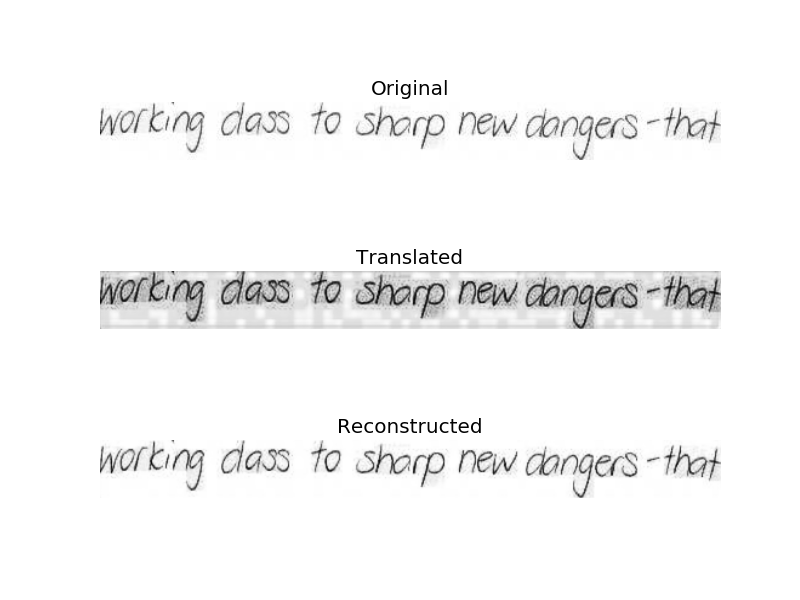 Original
working class to sharp new dangers - that
Translated
working class to sharp new dangers - that
Reconstructed
working class to sharp new dangers - that